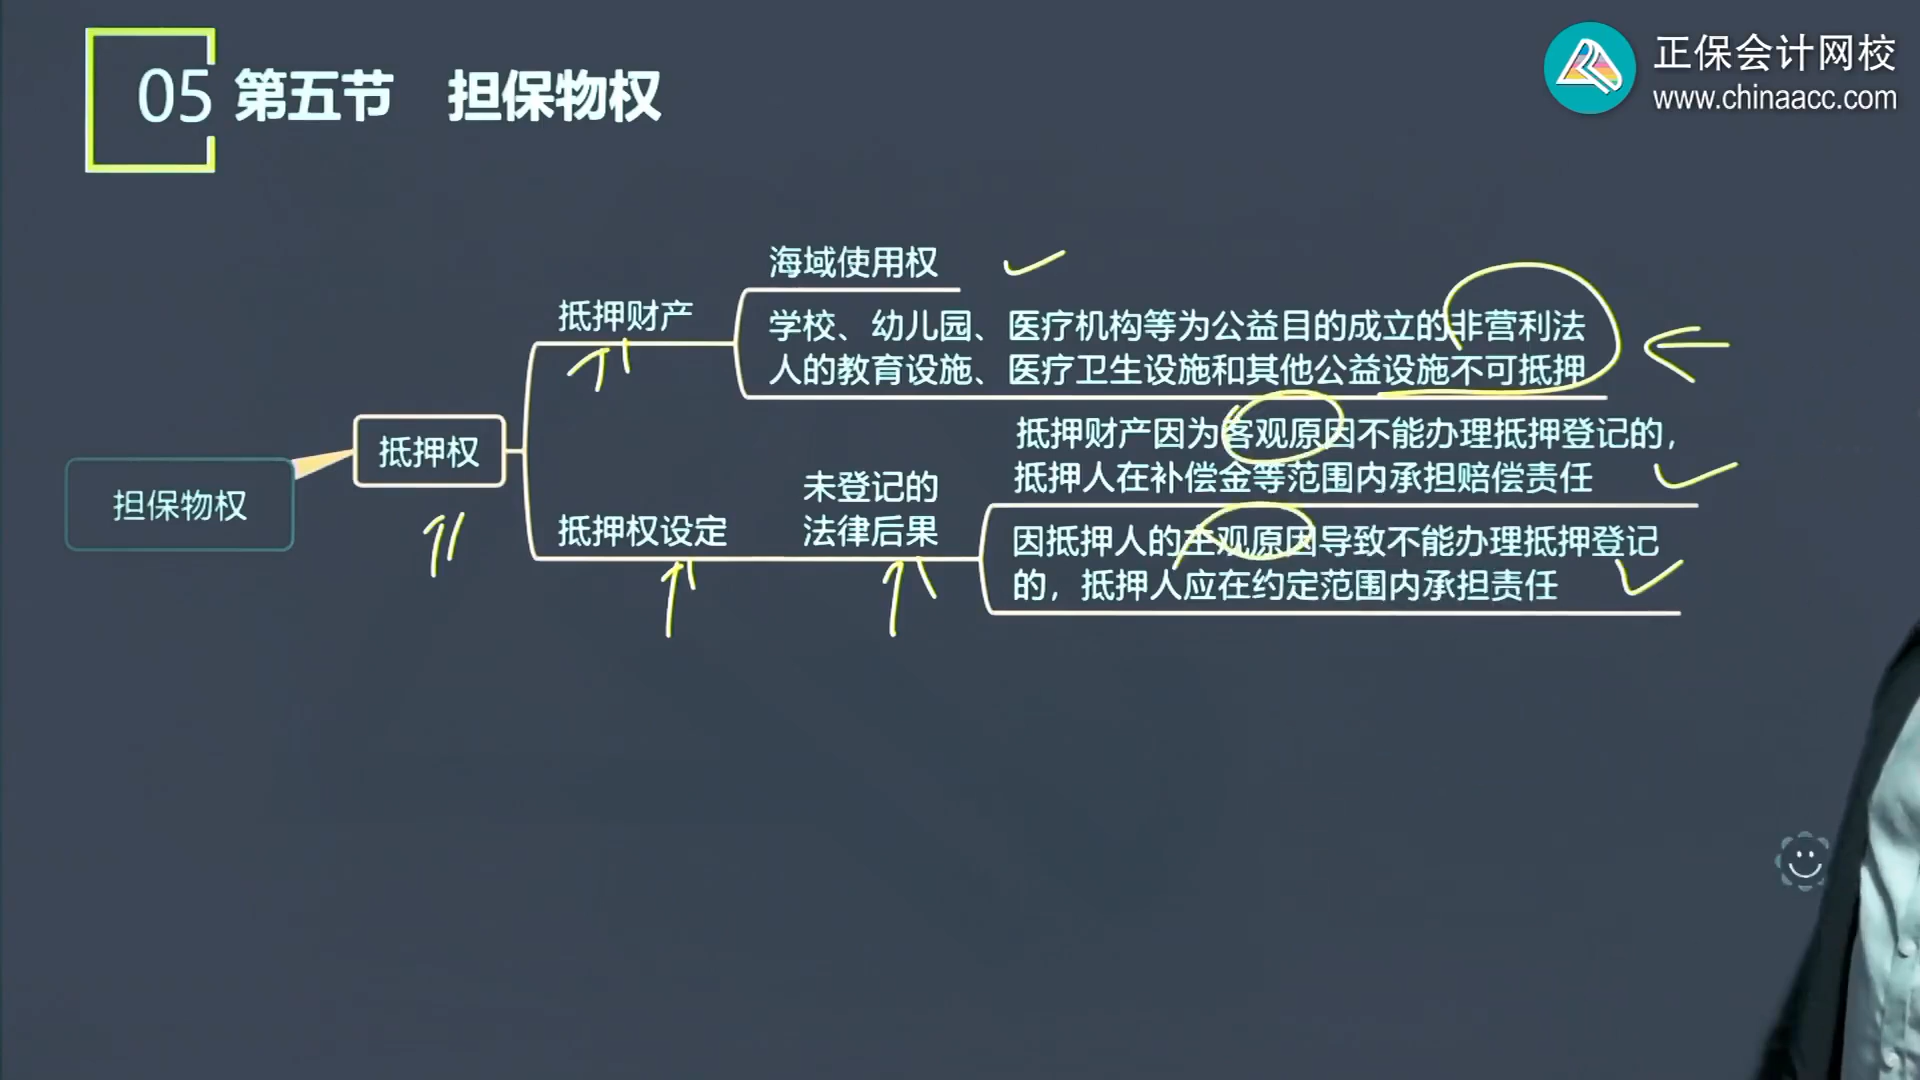 正保会计网校
www.chinaacc.com
05 第五节 担保物权
担保物权
抵押权
抵押财产
海域使用权
学校、幼儿园、医疗机构等为公益目的成立的非营利法
人的教育设施、医疗卫生设施和其他公益设施不可抵押
抵押权设定
未登记的
法律后果
抵押财产因为客观原因不能办理抵押登记的，
抵押人在补偿金等范围内承担赔偿责任
因抵押人的主观原因导致不能办理抵押登记
的，抵押人应在约定范围内承担责任